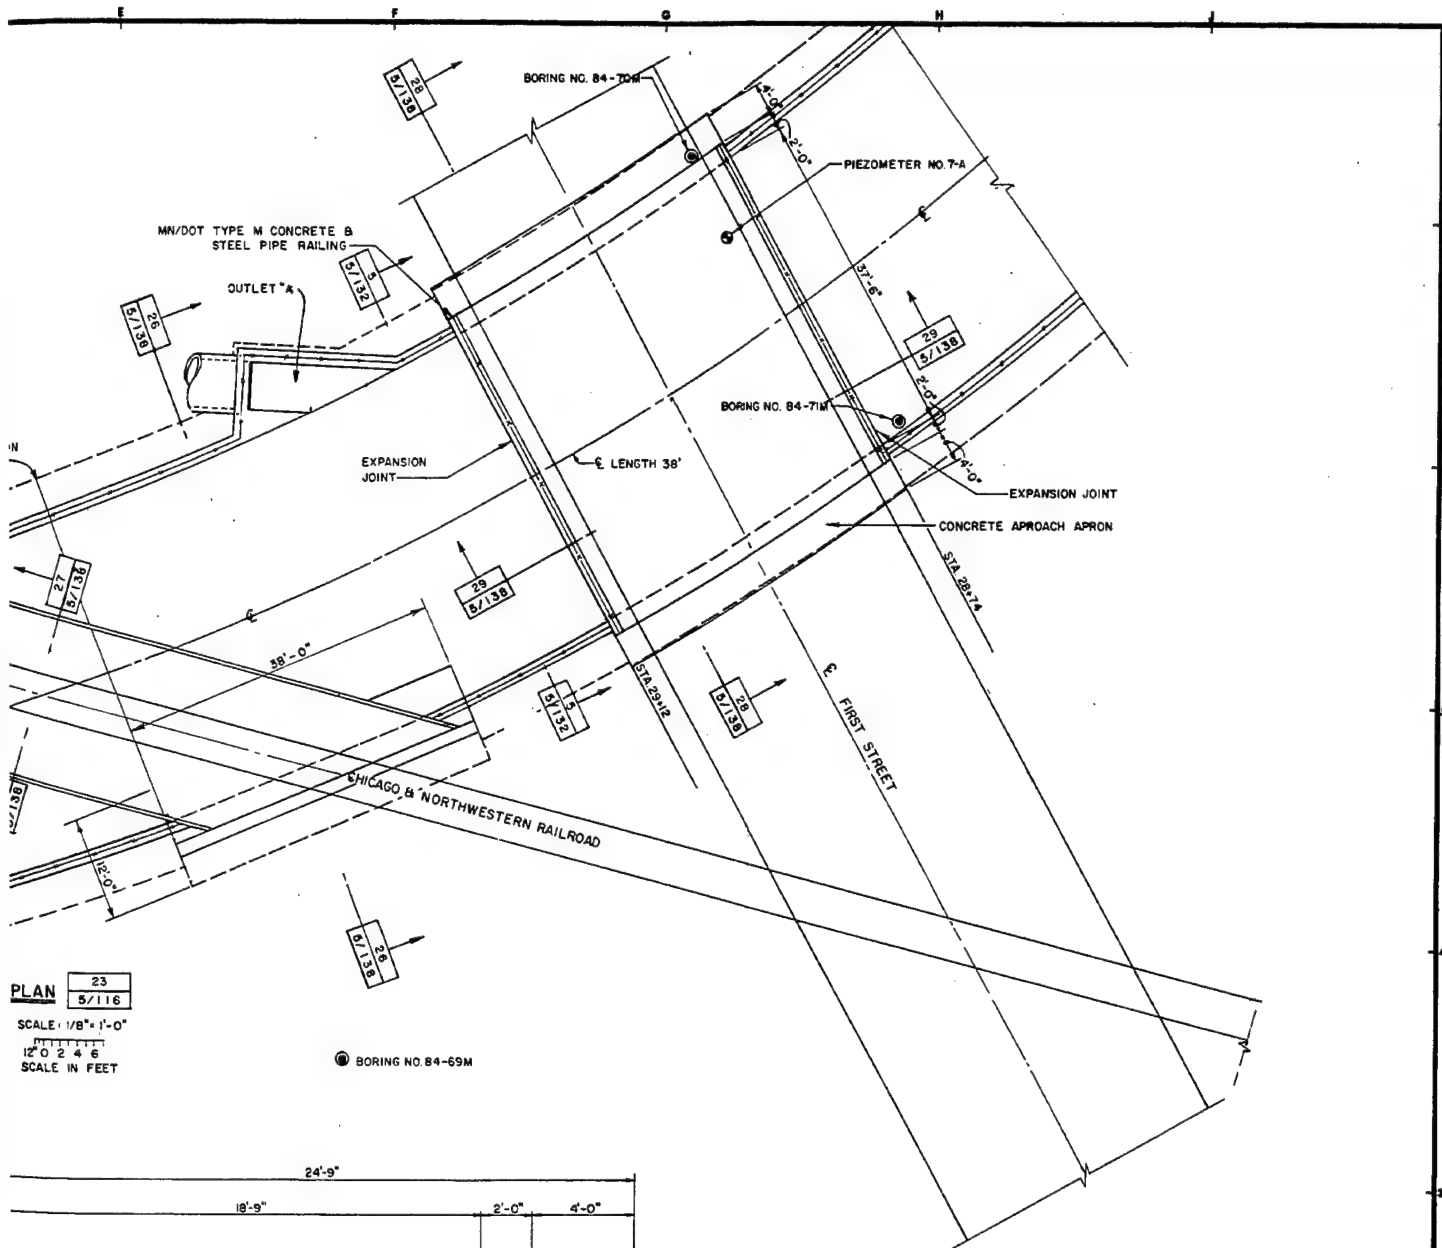 E F G H J
BORING NO. 84-70M
28
5/138
4'-0"
2'-0"
PIEZOMETER NO. 7-A
MN/DOT TYPE M CONCRETE &
STEEL PIPE RAILING
5
5/132
OUTLET "A"
26
5/138
37'-6"
29
5/138
2'-0"
BORING NO. 84-71M
4'-0"
EXPANSION
JOINT
℄ LENGTH 38'
EXPANSION JOINT
CONCRETE APROACH APRON
27
5/138
29
5/138
STA. 28+74
38'-0"
STA. 29+12
5
5/132
28
5/138
℄ FIRST STREET
CHICAGO & NORTHWESTERN RAILROAD
5/138
12'-0"
26
5/138
PLAN
23
5/116
SCALE: 1/8" = 1'-0"
12" 0 2 4 6
SCALE IN FEET
BORING NO. 84-69M
24'-9"
18'-9"
2'-0"
4'-0"